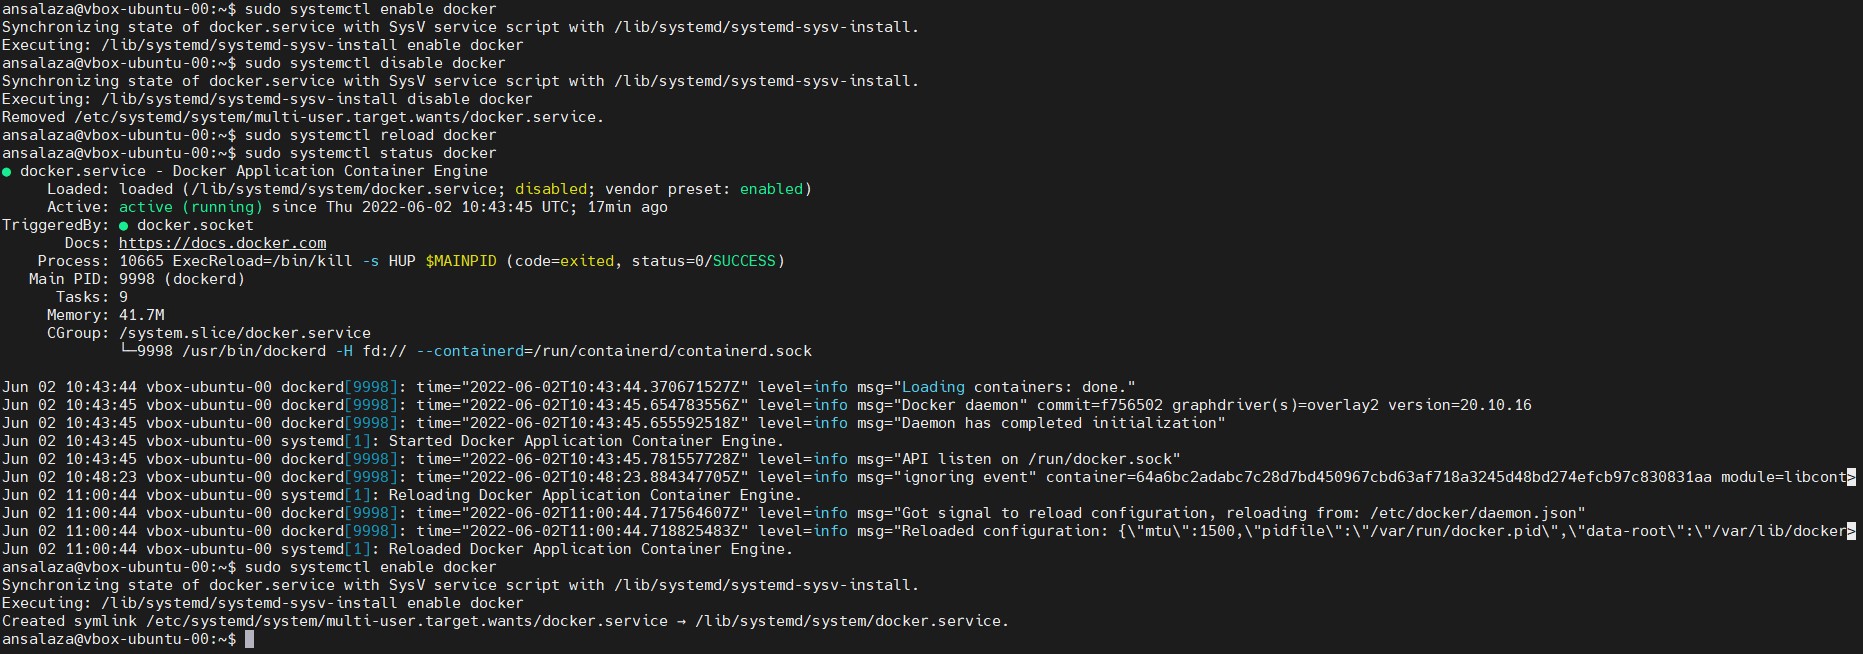 ansalaza@vbox-ubuntu-00:~$ sudo systemctl enable docker
Synchronizing state of docker.service with SysV service script with /lib/systemd/systemd-sysv-install.
Executing: /lib/systemd/systemd-sysv-install enable docker
ansalaza@vbox-ubuntu-00:~$ sudo systemctl disable docker
Synchronizing state of docker.service with SysV service script with /lib/systemd/systemd-sysv-install.
Executing: /lib/systemd/systemd-sysv-install disable docker
Removed /etc/systemd/system/multi-user.target.wants/docker.service.
ansalaza@vbox-ubuntu-00:~$ sudo systemctl reload docker
ansalaza@vbox-ubuntu-00:~$ sudo systemctl status docker
● docker.service - Docker Application Container Engine
     Loaded: loaded (/lib/systemd/system/docker.service; disabled; vendor preset: enabled)
     Active: active (running) since Thu 2022-06-02 10:43:45 UTC; 17min ago
TriggeredBy: ● docker.socket
       Docs: https://docs.docker.com
    Process: 10665 ExecReload=/bin/kill -s HUP $MAINPID (code=exited, status=0/SUCCESS)
   Main PID: 9998 (dockerd)
      Tasks: 9
     Memory: 41.7M
     CGroup: /system.slice/docker.service
             └─9998 /usr/bin/dockerd -H fd:// --containerd=/run/containerd/containerd.sock
Jun 02 10:43:44 vbox-ubuntu-00 dockerd[9998]: time="2022-06-02T10:43:44.370671527Z" level=info msg="Loading containers: done."
Jun 02 10:43:45 vbox-ubuntu-00 dockerd[9998]: time="2022-06-02T10:43:45.654783556Z" level=info msg="Docker daemon" commit=f756502 graphdriver(s)=overlay2 version=20.10.16
Jun 02 10:43:45 vbox-ubuntu-00 dockerd[9998]: time="2022-06-02T10:43:45.655592518Z" level=info msg="Daemon has completed initialization"
Jun 02 10:43:45 vbox-ubuntu-00 systemd[1]: Started Docker Application Container Engine.
Jun 02 10:43:45 vbox-ubuntu-00 dockerd[9998]: time="2022-06-02T10:43:45.781557728Z" level=info msg="API listen on /run/docker.sock"
Jun 02 10:48:23 vbox-ubuntu-00 dockerd[9998]: time="2022-06-02T10:48:23.884347705Z" level=info msg="ignoring event" container=64a6bc2adabc7c28d7bd450967cbd63af718a3245d48bd274efcb97c830831aa module=libcont>
Jun 02 11:00:44 vbox-ubuntu-00 systemd[1]: Reloading Docker Application Container Engine.
Jun 02 11:00:44 vbox-ubuntu-00 dockerd[9998]: time="2022-06-02T11:00:44.717564607Z" level=info msg="Got signal to reload configuration, reloading from: /etc/docker/daemon.json"
Jun 02 11:00:44 vbox-ubuntu-00 dockerd[9998]: time="2022-06-02T11:00:44.718825483Z" level=info msg="Reloaded configuration: {\"mtu\":1500,\"pidfile\":\"/var/run/docker.pid\",\"data-root\":\"/var/lib/docker>
Jun 02 11:00:44 vbox-ubuntu-00 systemd[1]: Reloaded Docker Application Container Engine.
ansalaza@vbox-ubuntu-00:~$ sudo systemctl enable docker
Synchronizing state of docker.service with SysV service script with /lib/systemd/systemd-sysv-install.
Executing: /lib/systemd/systemd-sysv-install enable docker
Created symlink /etc/systemd/system/multi-user.target.wants/docker.service → /lib/systemd/system/docker.service.
ansalaza@vbox-ubuntu-00:~$